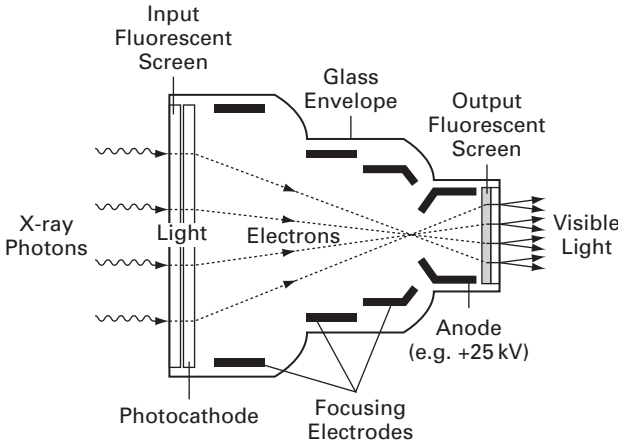 Input
Fluorescent
Screen
Glass
Envelope
Output
Fluorescent
Screen
X-ray
Photons
Light
Electrons
Visible
Light
Anode
(e.g. +25 kV)
Photocathode
Focusing
Electrodes